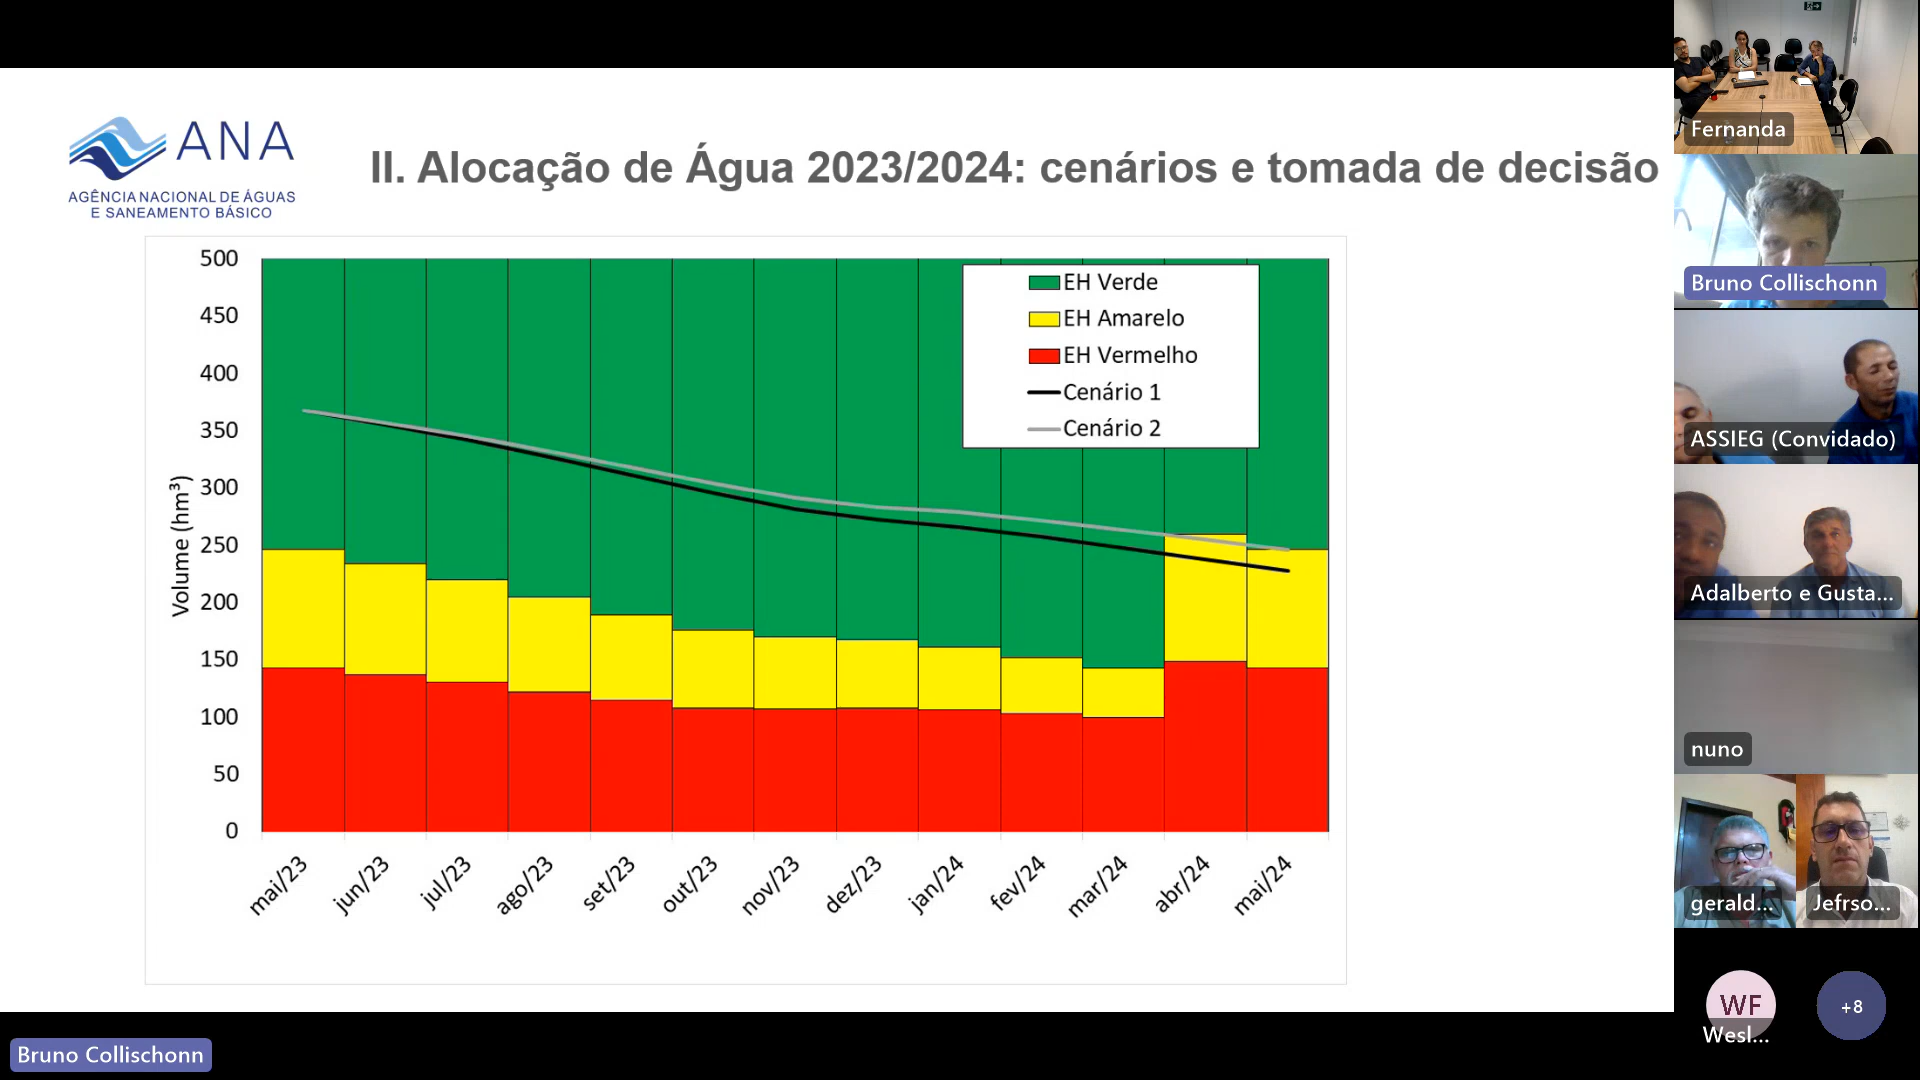 ANA
AGÊNCIA NACIONAL DE ÁGUAS
E SANEAMENTO BÁSICO
II. Alocação de Água 2023/2024: cenários e tomada de decisão
500
450
400
350
300
250
200
150
100
50
0
Volume (hm³)
EH Verde
EH Amarelo
EH Vermelho
Cenário 1
Cenário 2
mai/23
jun/23
jul/23
ago/23
set/23
out/23
nov/23
dez/23
jan/24
fev/24
mar/24
abr/24
mai/24
Fernanda
Bruno Collischonn
ASSIEG (Convidado)
Adalberto e Gusta...
nuno
gerald...
Jefrso...
WF
Wesl...
+8
Bruno Collischonn